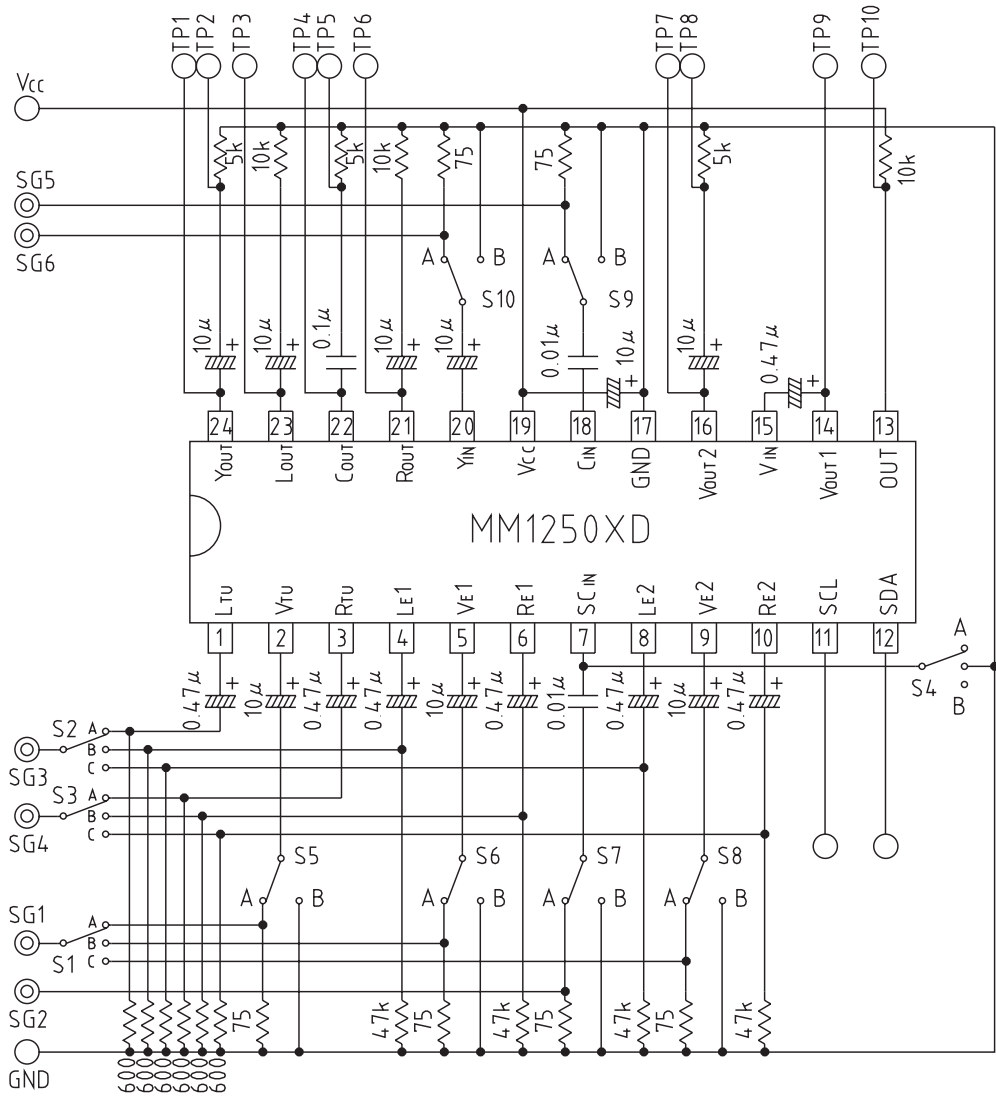 TP1 TP2 TP3 TP4 TP5 TP6 TP7 TP8 TP9 TP10
VCC
5k 10k 5k 10k 75 75 5k 10k
SG5
SG6
A B A B
S10 S9
10μ 10μ 0.1μ 10μ 10μ 0.01μ 10μ 10μ 0.47μ
+ + + + + + +
24 23 22 21 20 19 18 17 16 15 14 13
YOUT LOUT COUT ROUT YIN VCC CIN GND VOUT2 VIN VOUT1 OUT
MM1250XD
LTU VTU RTU LE1 VE1 RE1 SCIN LE2 VE2 RE2 SCL SDA
1 2 3 4 5 6 7 8 9 10 11 12
A
S4
B
+ + + + + + + + +
0.47μ 10μ 0.47μ 0.47μ 10μ 0.47μ 0.01μ 0.47μ 10μ 0.47μ
S2 A
B
SG3 C
S3 A
B
SG4 C
S5 S6 S7 S8
A B A B A B A B
SG1 A
B
S1 C
SG2
75 47k 75 47k 75 47k 75 47k
GND
600 600 600 600 600 600